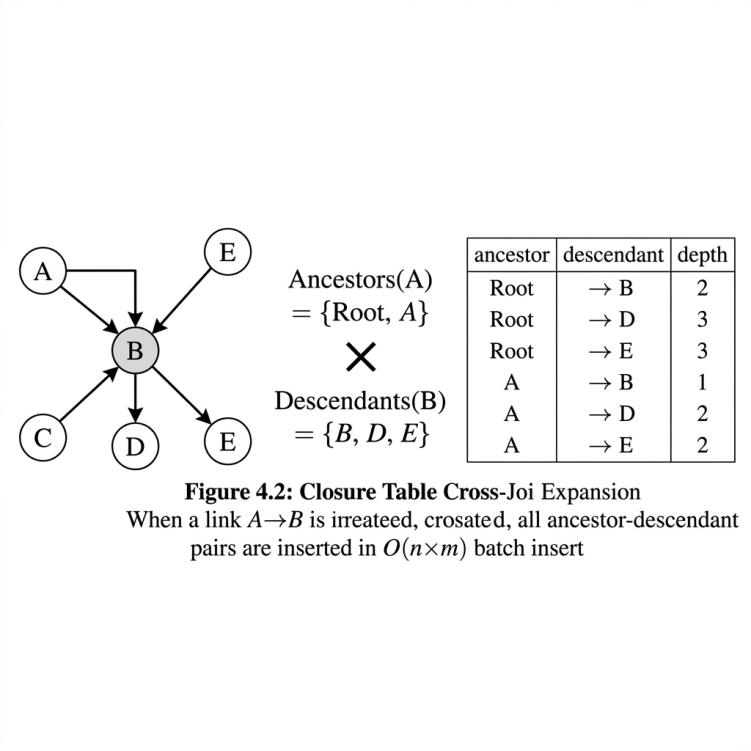 A
E
B
C
D
E
Ancestors(A)
= {Root, A}
×
Descendants(B)
= {B, D, E}
ancestor descendant depth
Root → B 2
Root → D 3
Root → E 3
A → B 1
A → D 2
A → E 2
Figure 4.2: Closure Table Cross-Joi Expansion
When a link A→B is irreateed, crosated, all ancestor-descendant
pairs are inserted in O(n×m) batch insert